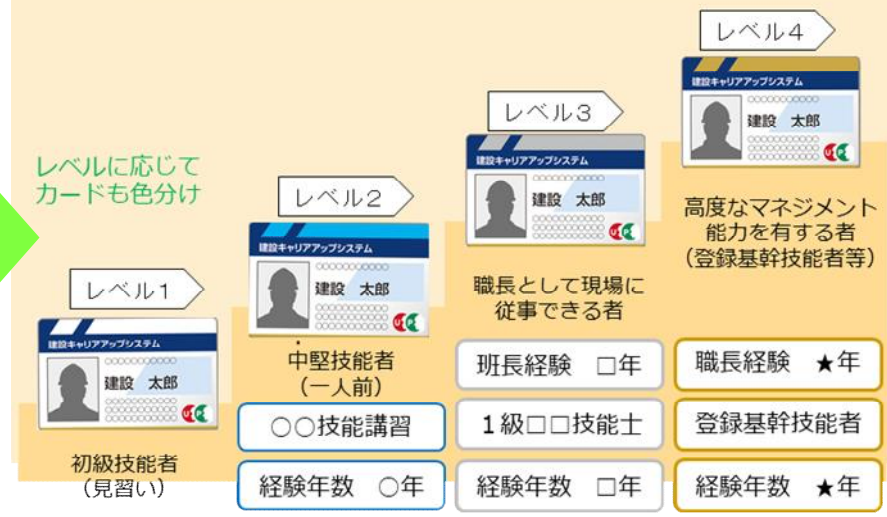 レベルに応じて
カードも色分け
レベル1
建設キャリアアップシステム
建設 太郎
初級技能者
(見習い)
レベル2
建設キャリアアップシステム
建設 太郎
中堅技能者
(一人前)
○○技能講習
経験年数 ○年
レベル3
建設キャリアアップシステム
建設 太郎
職長として現場に
従事できる者
班長経験 □年
1級□□技能士
経験年数 □年
レベル4
建設キャリアアップシステム
建設 太郎
高度なマネジメント
能力を有する者
(登録基幹技能者等)
職長経験 ★年
登録基幹技能者
経験年数 ★年